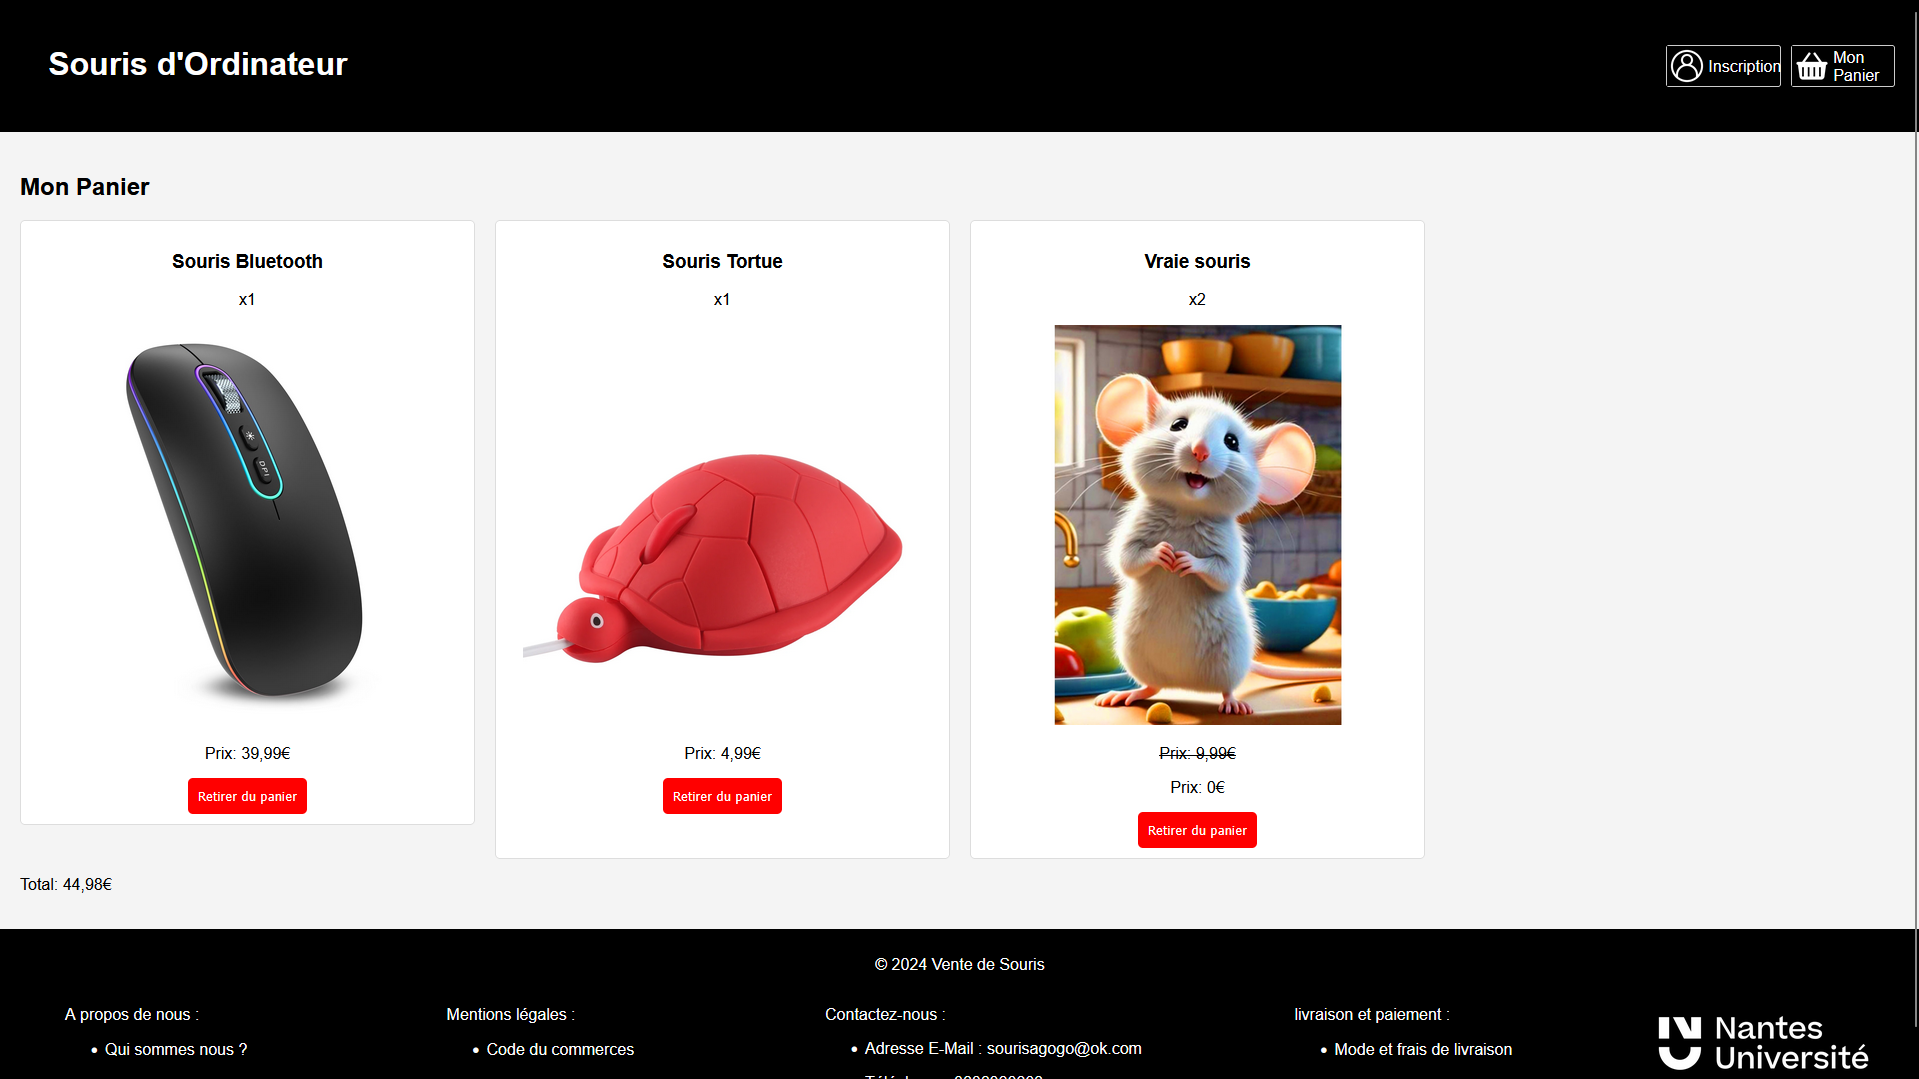 Souris d'Ordinateur
Inscription
Mon
Panier
Mon Panier
Souris Bluetooth
x1
DPI
Prix: 39,99€
Retirer du panier
Souris Tortue
x1
Prix: 4,99€
Retirer du panier
Vraie souris
x2
Prix: 9,99€
Prix: 0€
Retirer du panier
Total: 44,98€
© 2024 Vente de Souris
A propos de nous :
Qui sommes nous ?
Mentions légales :
Code du commerces
Contactez-nous :
Adresse E-Mail : sourisagogo@ok.com
livraison et paiement :
Mode et frais de livraison
Nantes
Université